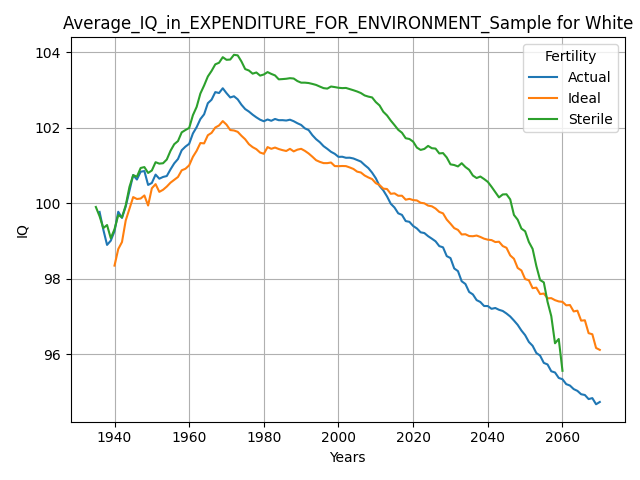 Average_IQ_in_EXPENDITURE_FOR_ENVIRONMENT_Sample for White
104
102
100
98
96
IQ
1940 1960 1980 2000 2020 2040 2060
Years
Fertility
Actual
Ideal
Sterile